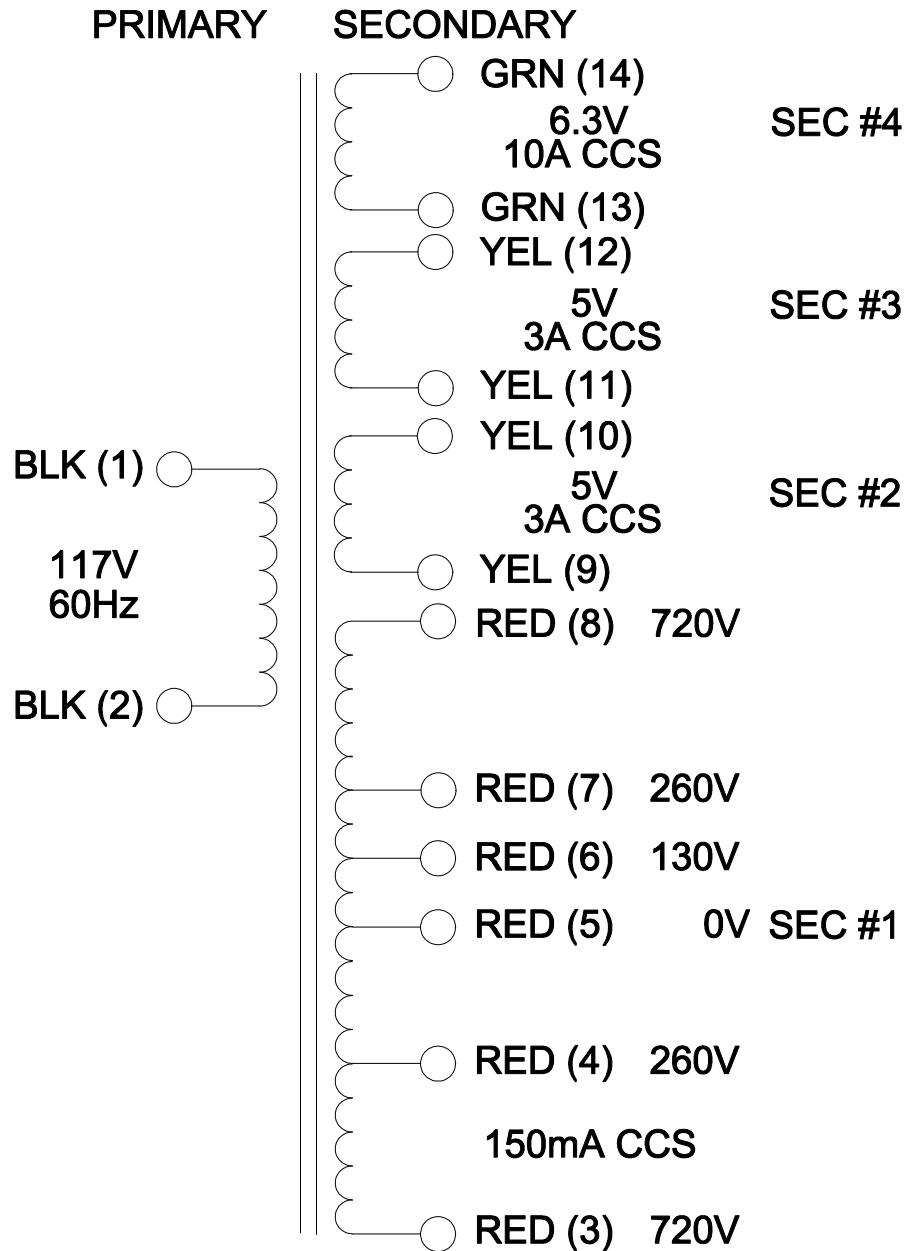 PRIMARY SECONDARY
GRN (14)
6.3V SEC #4
10A CCS
GRN (13)
YEL (12)
5V SEC #3
3A CCS
YEL (11)
YEL (10)
BLK (1)
5V SEC #2
3A CCS
117V
60Hz
YEL (9)
RED (8) 720V
BLK (2)
RED (7) 260V
RED (6) 130V
RED (5) 0V SEC #1
RED (4) 260V
150mA CCS
RED (3) 720V